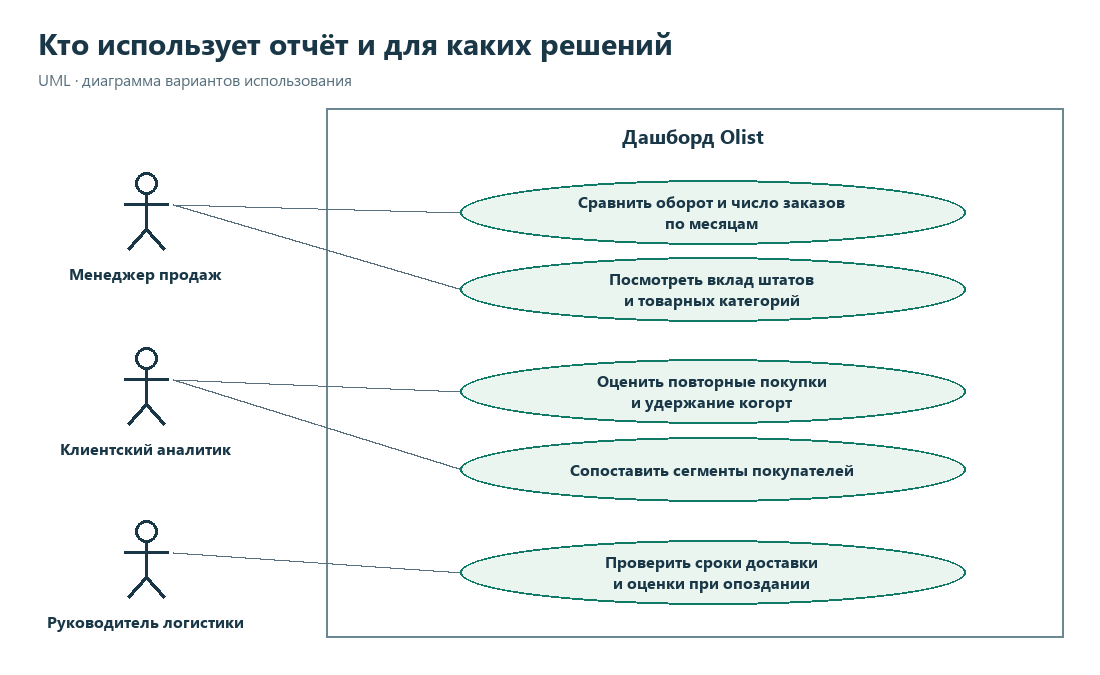 Кто использует отчёт и для каких решений
UML · диаграмма вариантов использования
Дашборд Olist
Сравнить оборот и число заказов
по месяцам
Менеджер продаж
Посмотреть вклад штатов
и товарных категорий
Оценить повторные покупки
и удержание когорт
Клиентский аналитик
Сопоставить сегменты покупателей
Проверить сроки доставки
и оценки при опоздании
Руководитель логистики